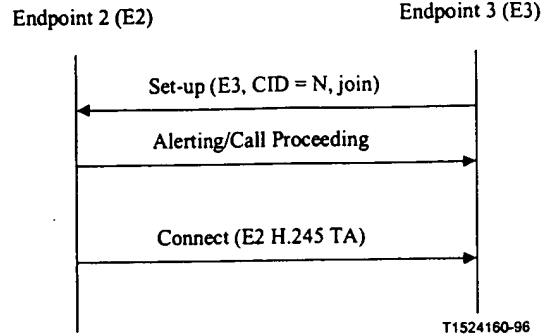 Endpoint 2 (E2)
Endpoint 3 (E3)
Set-up (E3, CID = N, join)
Alerting/Call Proceeding
Connect (E2 H.245 TA)
T1524160-96